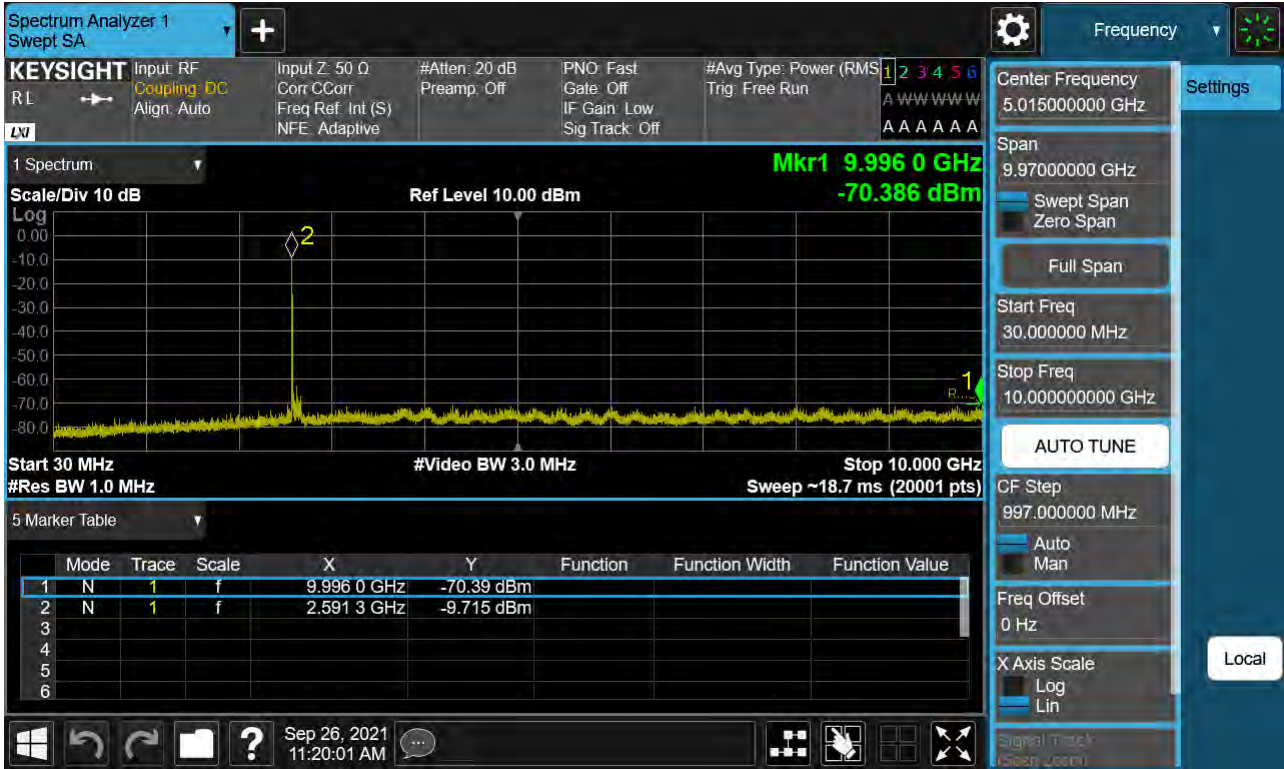 Spectrum Analyzer 1
Swept SA
Frequency
KEYSIGHT
R L
LXI
Input: RF
Coupling: DC
Align: Auto
Input Z: 50 Ω
Corr CCorr
Freq Ref: Int (S)
NFE: Adaptive
#Atten: 20 dB
Preamp: Off
PNO: Fast
Gate: Off
IF Gain: Low
Sig Track: Off
#Avg Type: Power (RMS
Trig: Free Run
1 2 3 4 5 6
A W W W W W
A A A A A A
1 Spectrum
Mkr1 9.996 0 GHz
-70.386 dBm
Scale/Div 10 dB
Ref Level 10.00 dBm
Log
0.00
-10.0
-20.0
-30.0
-40.0
-50.0
-60.0
-70.0
-80.0
2
1
Start 30 MHz
#Video BW 3.0 MHz
Stop 10.000 GHz
#Res BW 1.0 MHz
Sweep ~18.7 ms (20001 pts)
5 Marker Table
Mode Trace Scale X Y Function Function Width Function Value
1 N 1 f 9.996 0 GHz -70.39 dBm
2 N 1 f 2.591 3 GHz -9.715 dBm
3
4
5
6
Sep 26, 2021
11:20:01 AM
Center Frequency
5.015000000 GHz
Span
9.97000000 GHz
Swept Span
Zero Span
Full Span
Start Freq
30.000000 MHz
Stop Freq
10.000000000 GHz
AUTO TUNE
CF Step
997.000000 MHz
Auto
Man
Freq Offset
0 Hz
X Axis Scale
Log
Lin
Signal Track
(Span Zoom)
Settings
Local